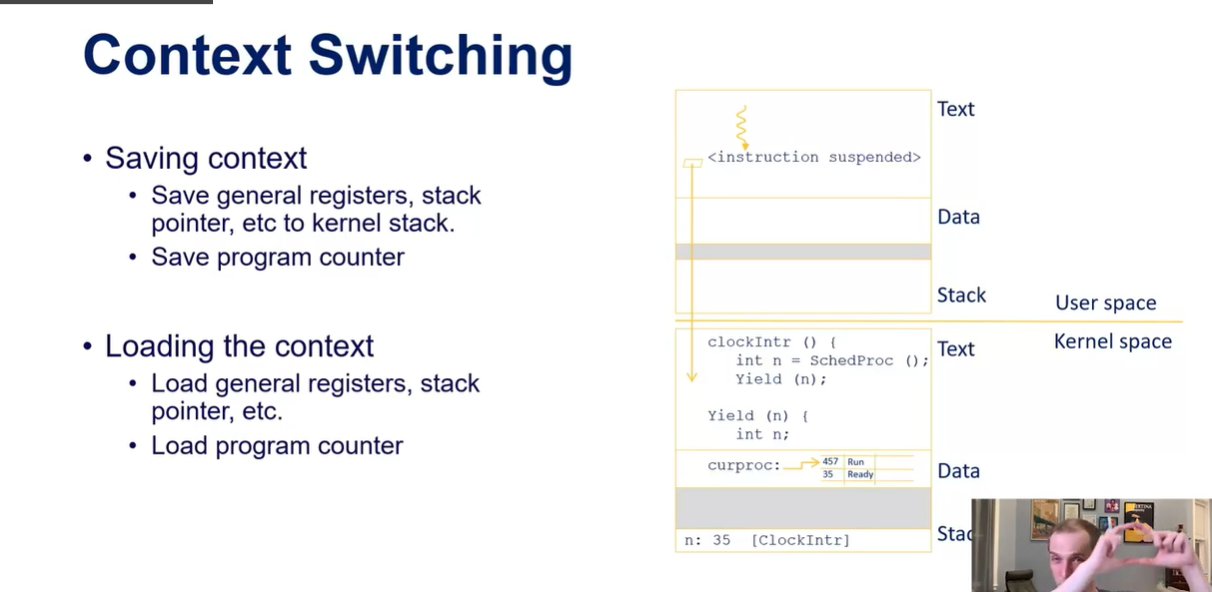 Context Switching
• Saving context
• Save general registers, stack
pointer, etc to kernel stack.
• Save program counter
• Loading the context
• Load general registers, stack
pointer, etc.
• Load program counter
Text
<instruction suspended>
Data
Stack
User space
Kernel space
clockIntr () {
int n = SchedProc ();
Yield (n);
Text
Yield (n) {
int n;
curproc:
457 Run
35 Ready
Data
n: 35 [ClockIntr]